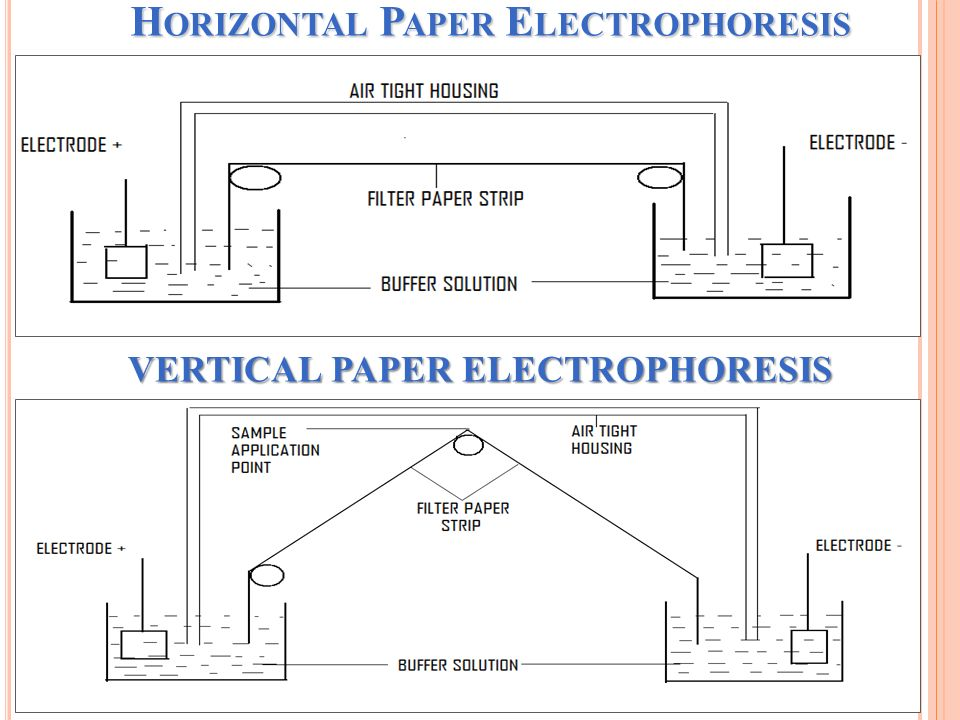 HORIZONTAL PAPER ELECTROPHORESIS
AIR TIGHT HOUSING
ELECTRODE +
ELECTRODE -
FILTER PAPER STRIP
BUFFER SOLUTION
VERTICAL PAPER ELECTROPHORESIS
SAMPLE
APPLICATION
POINT
AIR TIGHT
HOUSING
FILTER PAPER
STRIP
ELECTRODE +
ELECTRODE -
BUFFER SOLUTION